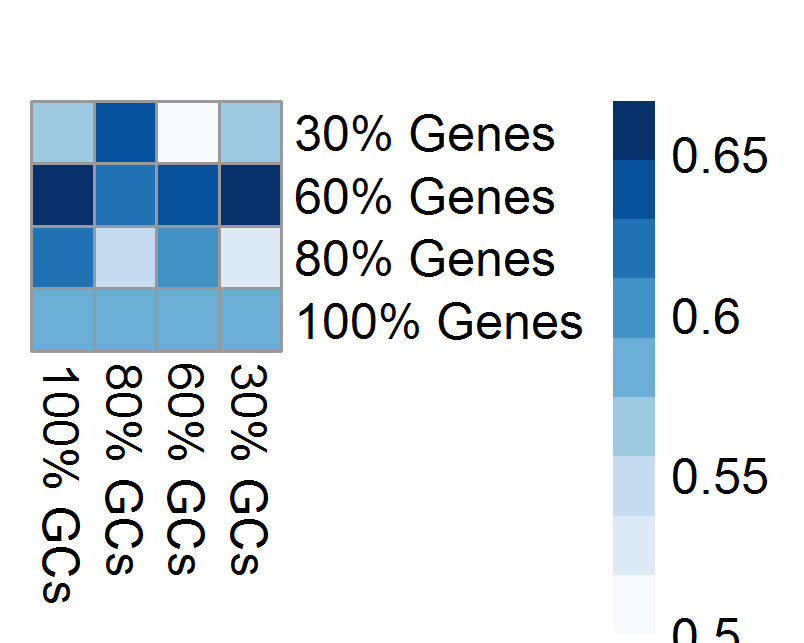 30% Genes
60% Genes
80% Genes
100% Genes
100% GCs
80% GCs
60% GCs
30% GCs
0.65
0.6
0.55
0.5